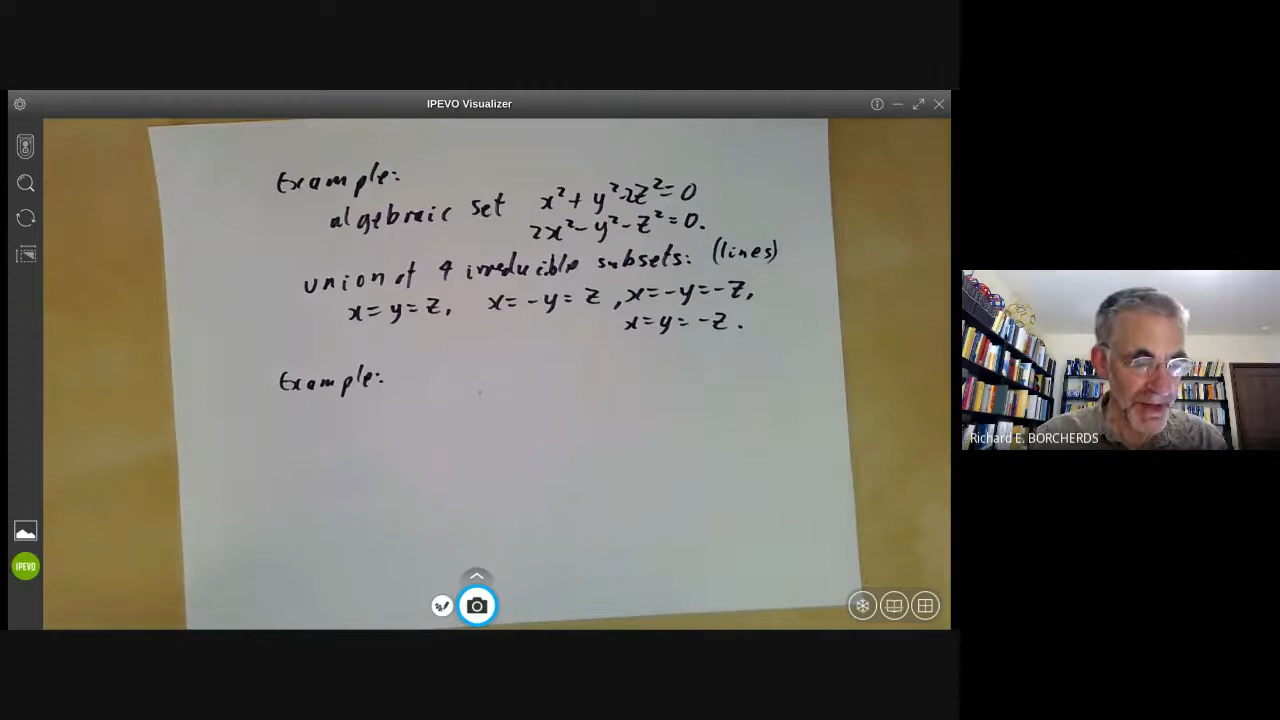 IPEVO Visualizer
Example:
algebraic set x²+y²-2z²=0
2x²-y²-z²=0.
union of 4 irreducible subsets: (lines)
x=y=z, x=-y=z, x=-y=-z,
x=y=-z.
Example:
Richard E. BORCHERDS
IPEVO